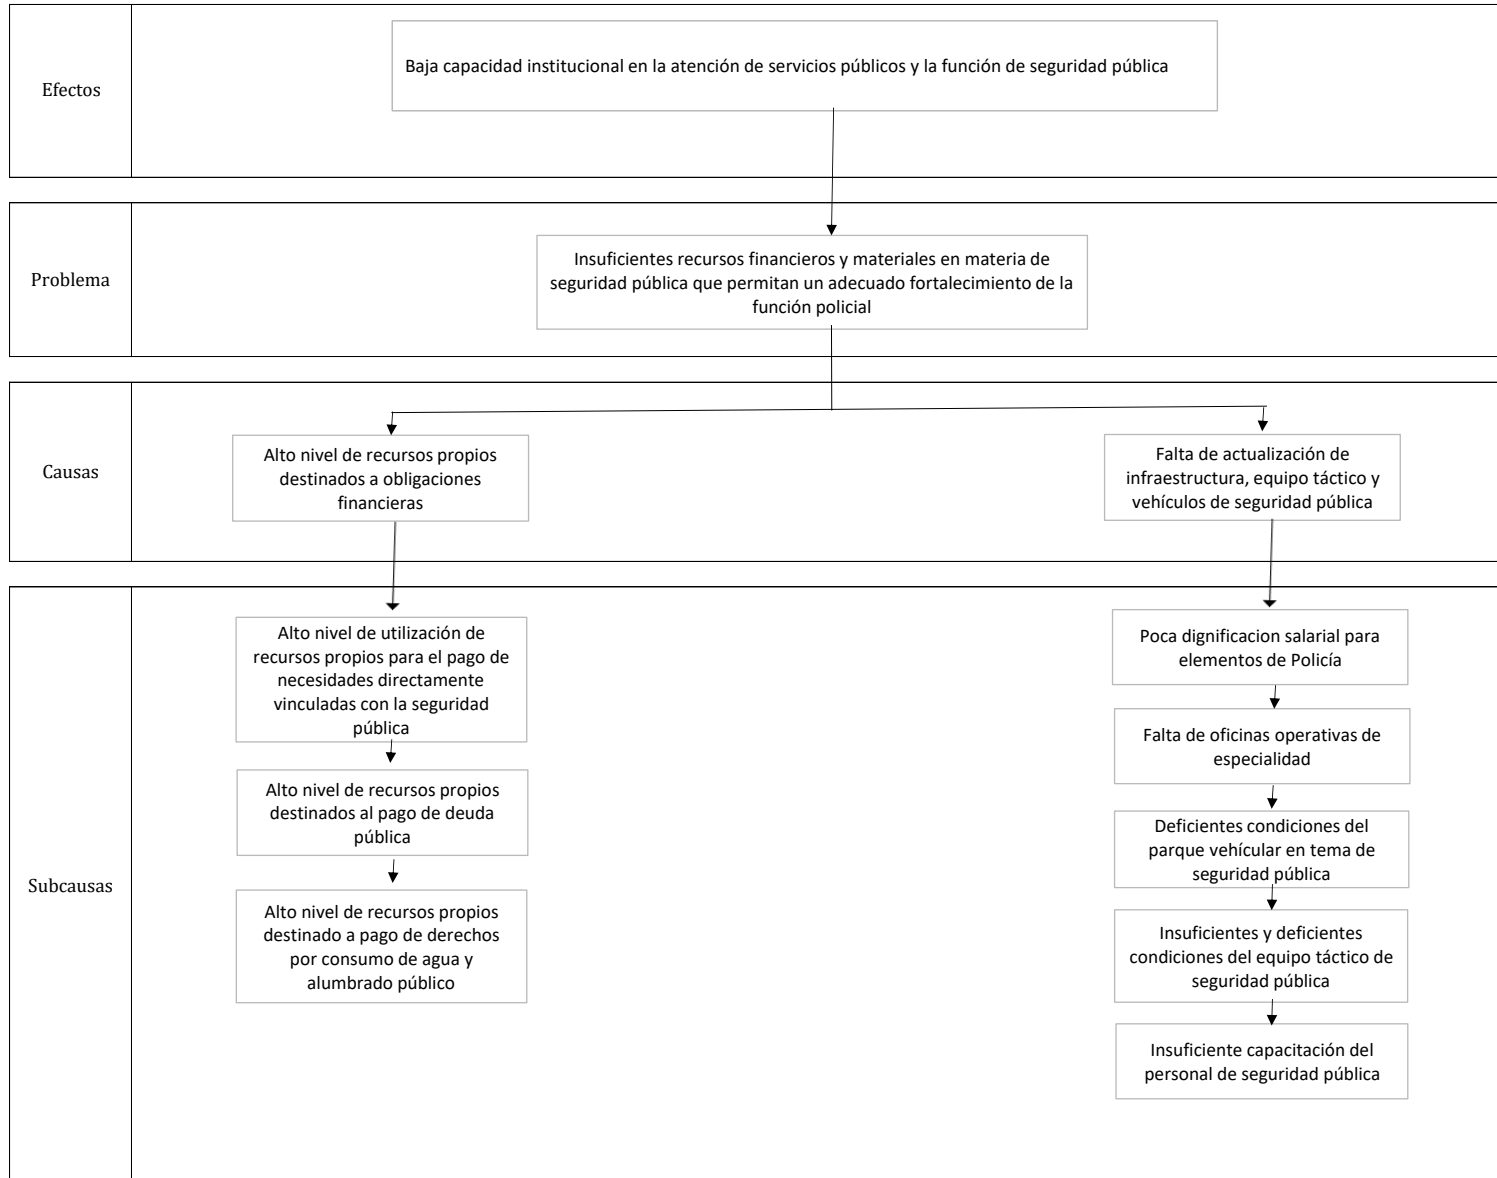 Efectos
Baja capacidad institucional en la atención de servicios públicos y la función de seguridad pública
Problema
Insuficientes recursos financieros y materiales en materia de
seguridad pública que permitan un adecuado fortalecimiento de la
función policial
Causas
Alto nivel de recursos propios
destinados a obligaciones
financieras
Falta de actualización de
infraestructura, equipo táctico y
vehículos de seguridad pública
Subcausas
Alto nivel de utilización de
recursos propios para el pago de
necesidades directamente
vinculadas con la seguridad
pública
Alto nivel de recursos propios
destinados al pago de deuda
pública
Alto nivel de recursos propios
destinado a pago de derechos
por consumo de agua y
alumbrado público
Poca dignificacion salarial para
elementos de Policía
Falta de oficinas operativas de
especialidad
Deficientes condiciones del
parque vehícular en tema de
seguridad pública
Insuficientes y deficientes
condiciones del equipo táctico de
seguridad pública
Insuficiente capacitación del
personal de seguridad pública